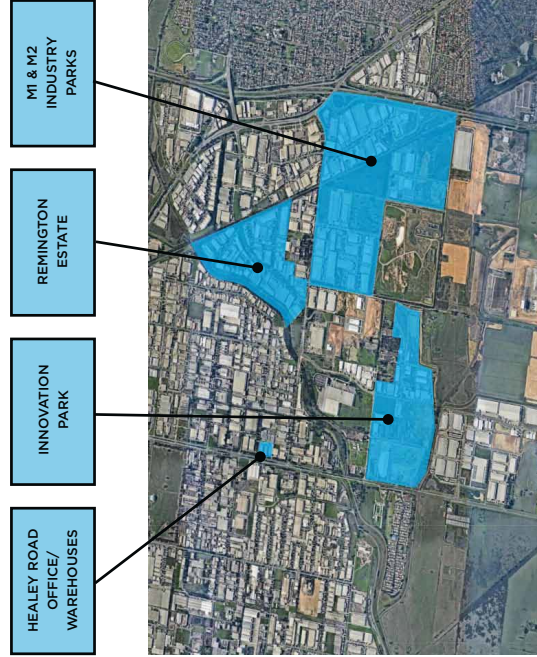 HEALEY ROAD
OFFICE/
WAREHOUSES
INNOVATION
PARK
REMINGTON
ESTATE
M1 & M2
INDUSTRY
PARKS